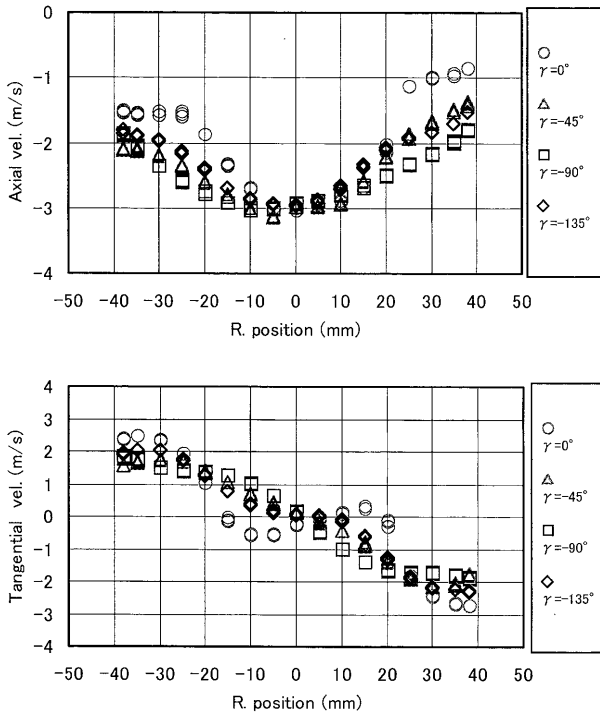 0
−1
−2
−3
−4
Axial vel. (m/s)
−50 −40 −30 −20 −10 0 10 20 30 40 50
R. position (mm)
γ=0°
γ=-45°
γ=-90°
γ=-135°
4
3
2
1
0
−1
−2
−3
−4
Tangential vel. (m/s)
−50 −40 −30 −20 −10 0 10 20 30 40 50
R. position (mm)
γ=0°
γ=-45°
γ=-90°
γ=-135°